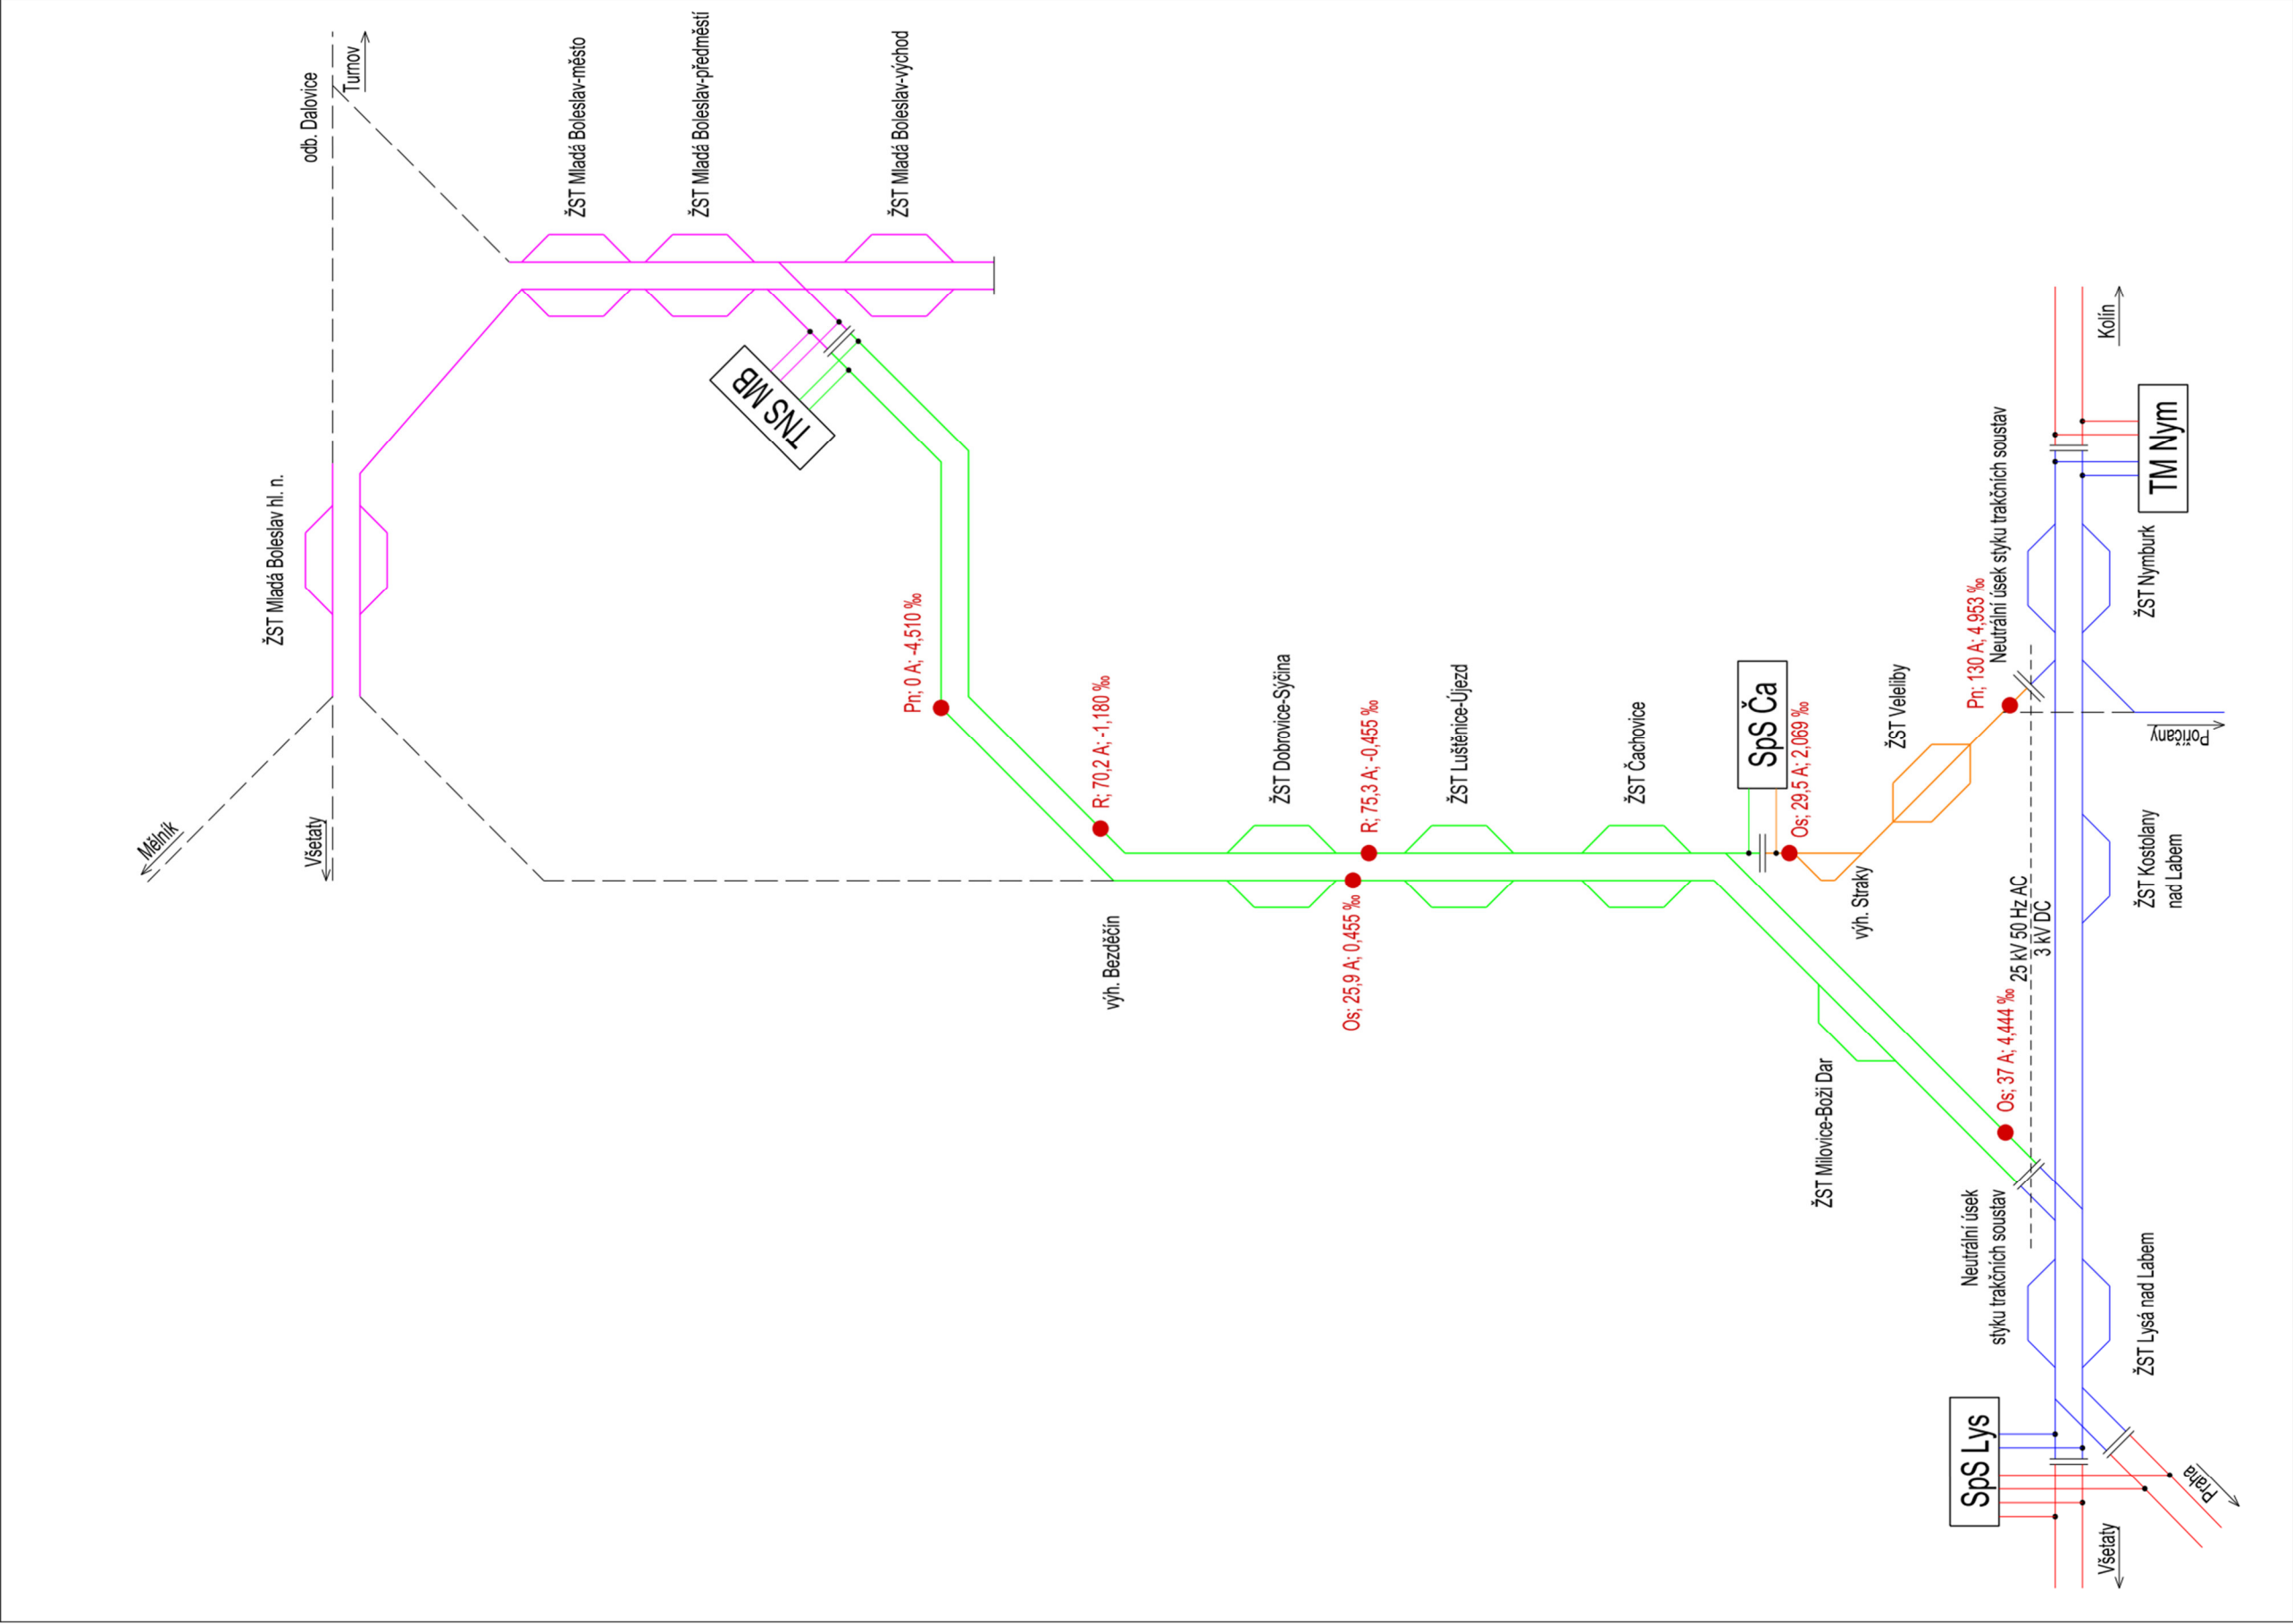 Mělník
Všetaty
ŽST Mladá Boleslav hl. n.
odb. Dalovice
Turnov
ŽST Mladá Boleslav-město
ŽST Mladá Boleslav-předměstí
ŽST Mladá Boleslav-východ
TNS MB
Pn; 0 A; -4,510 ‰
R; 70,2 A; -1,180 ‰
výh. Bezděčín
ŽST Dobrovice-Sýčina
Os; 25,9 A; 0,455 ‰
R; 75,3 A; -0,455 ‰
ŽST Luštěnice-Újezd
ŽST Čachovice
SpS Ča
Os; 29,5 A; 2,069 ‰
ŽST Milovice-Boží Dar
výh. Straky
ŽST Veleliby
Pn; 130 A; 4,953 ‰
Neutrální úsek styku trakčních soustav
Os; 37 A; 4,444 ‰
25 kV 50 Hz AC
3 kV DC
Neutrální úsek
styku trakčních soustav
SpS Lys
Všetaty
Praha
ŽST Lysá nad Labem
ŽST Kostolany
nad Labem
Poříčany
ŽST Nymburk
TM Nym
Kolín